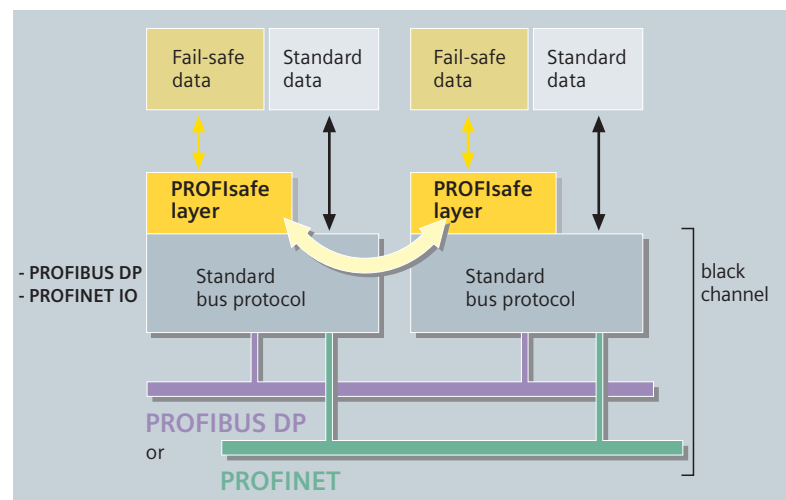 Fail-safe
data
Standard
data
Fail-safe
data
Standard
data
PROFIsafe
layer
PROFIsafe
layer
- PROFIBUS DP
- PROFINET IO
Standard
bus protocol
Standard
bus protocol
black
channel
PROFIBUS DP
or
PROFINET